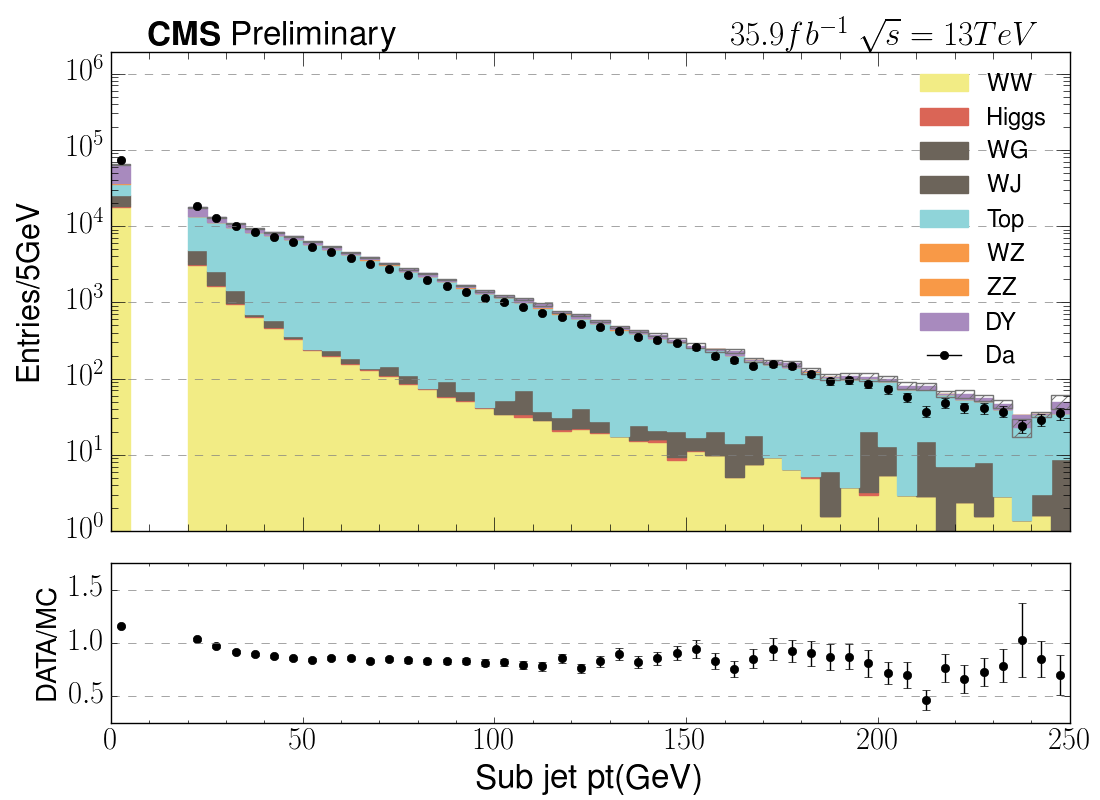 CMS Preliminary 35.9fb⁻¹ √s = 13TeV
10⁶
10⁵
10⁴
10³
10²
10¹
10⁰
Entries/5GeV
WW
Higgs
WG
WJ
Top
WZ
ZZ
DY
Da
1.5
1.0
0.5
DATA/MC
0 50 100 150 200 250
Sub jet pt(GeV)